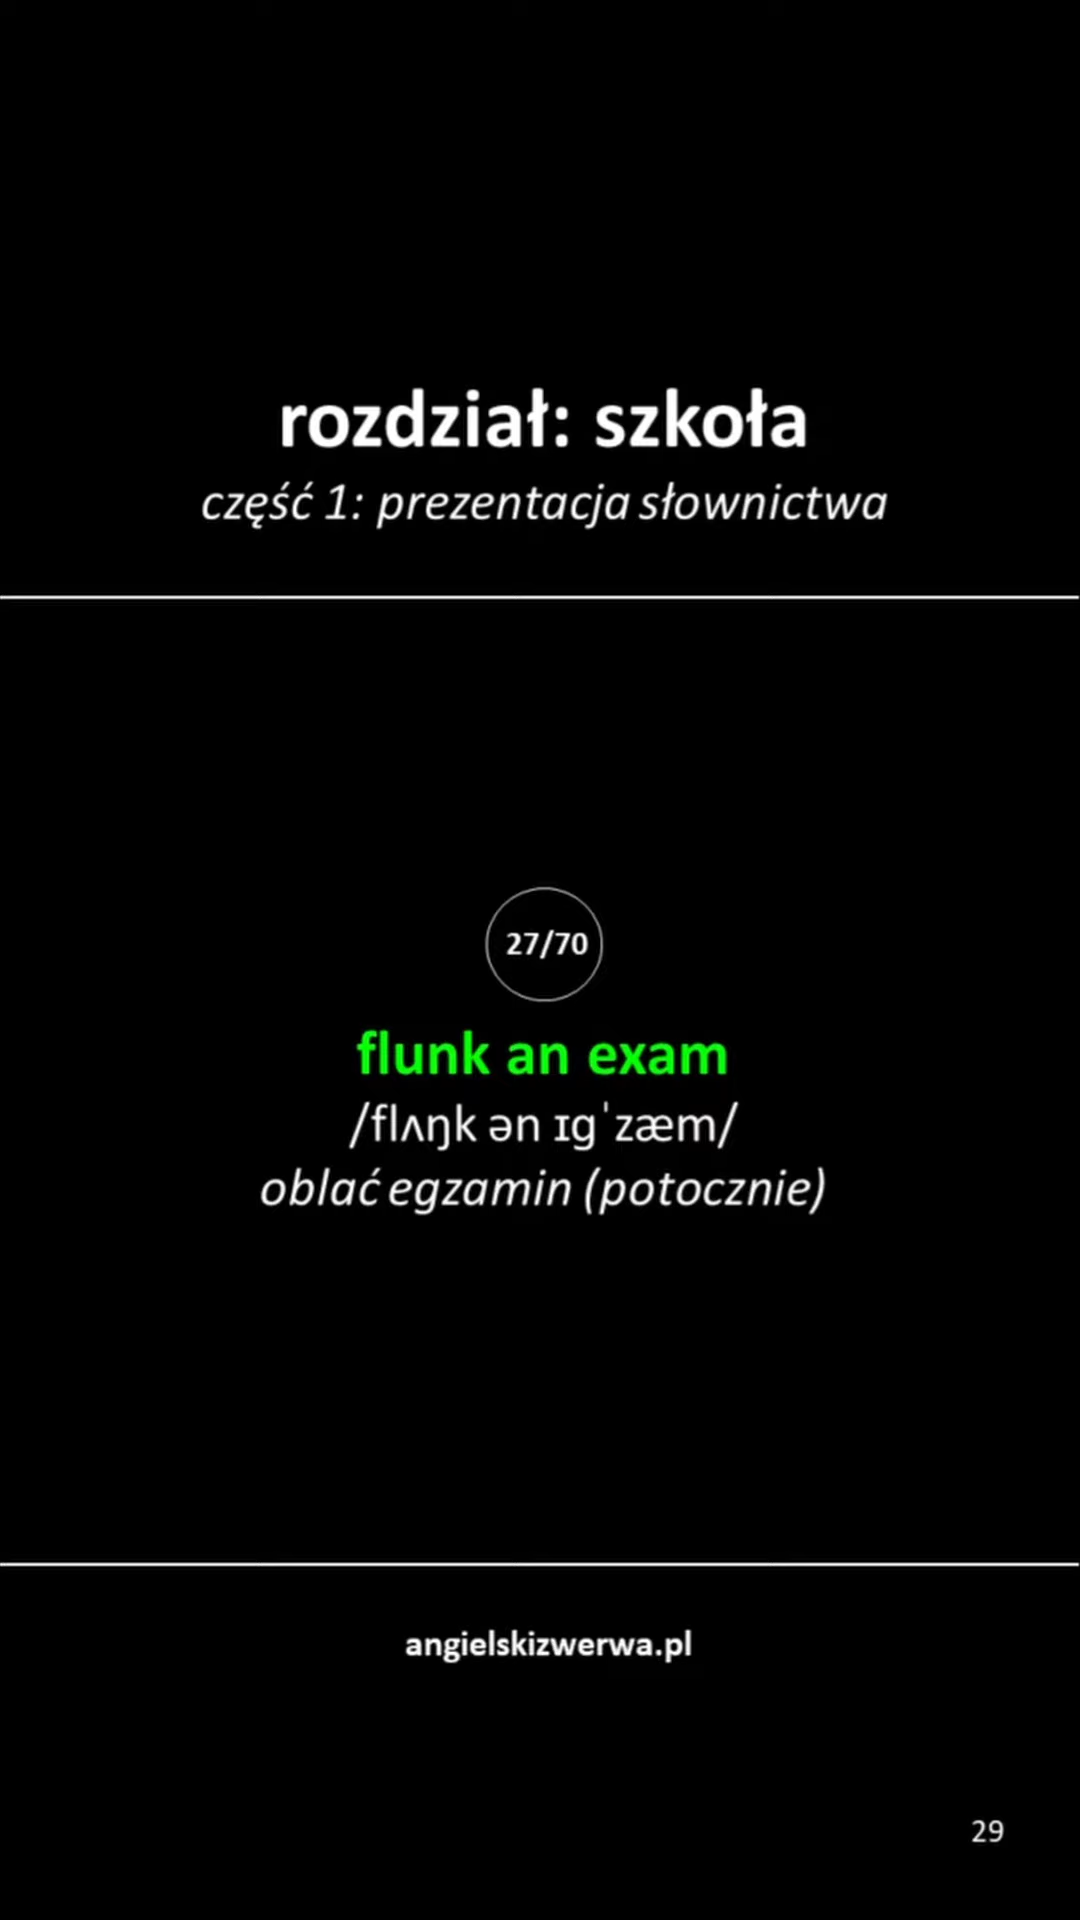 rozdział: szkoła
część 1: prezentacja słownictwa
27/70
flunk an exam
/flʌŋk ən ɪgˈzæm/
oblać egzamin (potocznie)
angielskizwerwa.pl
29